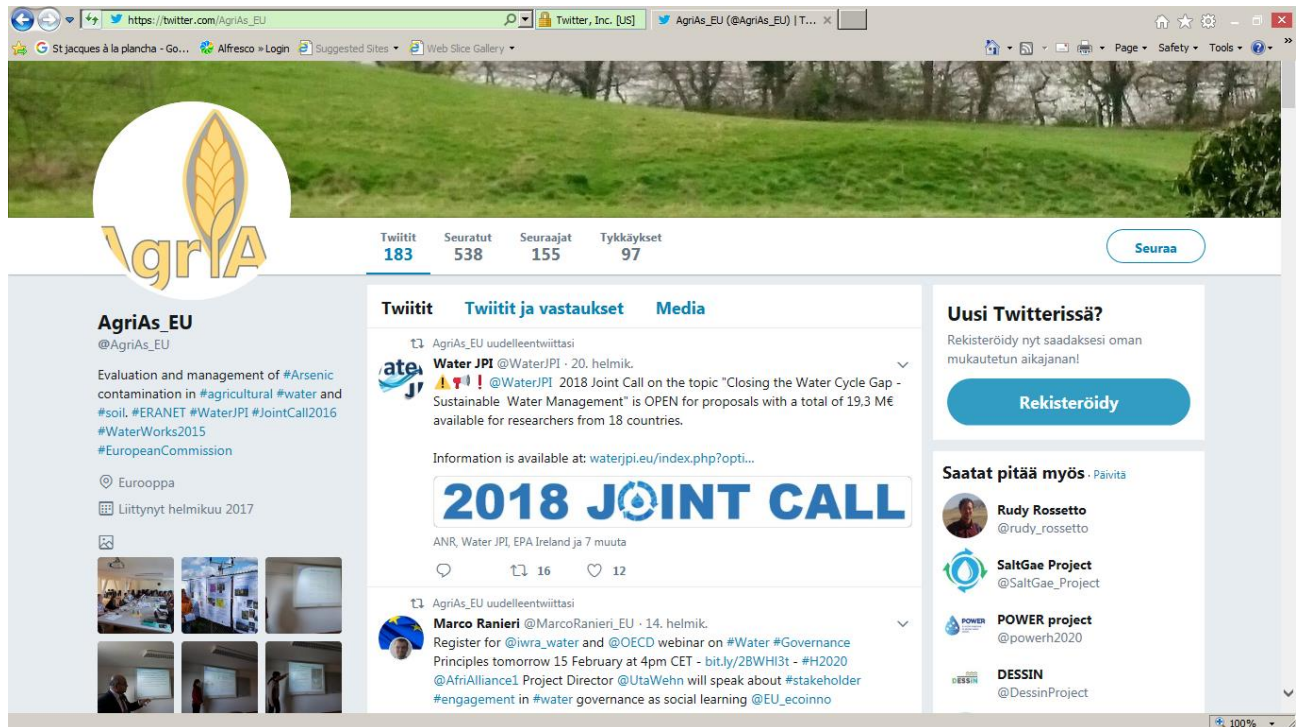 https://twitter.com/AgriAs_EU
Twitter, Inc. [US]
AgriAs_EU (@AgriAs_EU) | T...
St jacques à la plancha - Go...
Alfresco » Login
Suggested Sites
Web Slice Gallery
Page
Safety
Tools
AgriA
Twiitit
183
Seuratut
538
Seuraajat
155
Tykkäykset
97
Seuraa
AgriAs_EU
@AgriAs_EU
Evaluation and management of #Arsenic
contamination in #agricultural #water and
#soil. #ERANET #WaterJPI #JointCall2016
#WaterWorks2015
#EuropeanCommission
Eurooppa
Liittynyt helmikuu 2017
Twiitit
Twiitit ja vastaukset
Media
AgriAs_EU uudelleentwiittasi
Water JPI @WaterJPI · 20. helmik.
@WaterJPI 2018 Joint Call on the topic "Closing the Water Cycle Gap -
Sustainable Water Management" is OPEN for proposals with a total of 19,3 M€
available for researchers from 18 countries.
Information is available at: waterjpi.eu/index.php?opti...
2018 JOINT CALL
ANR, Water JPI, EPA Ireland ja 7 muuta
16
12
AgriAs_EU uudelleentwiittasi
Marco Ranieri @MarcoRanieri_EU · 14. helmik.
Register for @iwra_water and @OECD webinar on #Water #Governance
Principles tomorrow 15 February at 4pm CET - bit.ly/2BWHI3t - #H2020
@AfriAlliance1 Project Director @UtaWehn will speak about #stakeholder
#engagement in #water governance as social learning @EU_ecoinno
Uusi Twitterissä?
Rekisteröidy nyt saadaksesi oman
mukautetun aikajanan!
Rekisteröidy
Saatat pitää myös · Päivitä
Rudy Rossetto
@rudy_rossetto
SaltGae Project
@SaltGae_Project
POWER
POWER project
@powerh2020
DESSIN
DESSIN
@DessinProject
100%